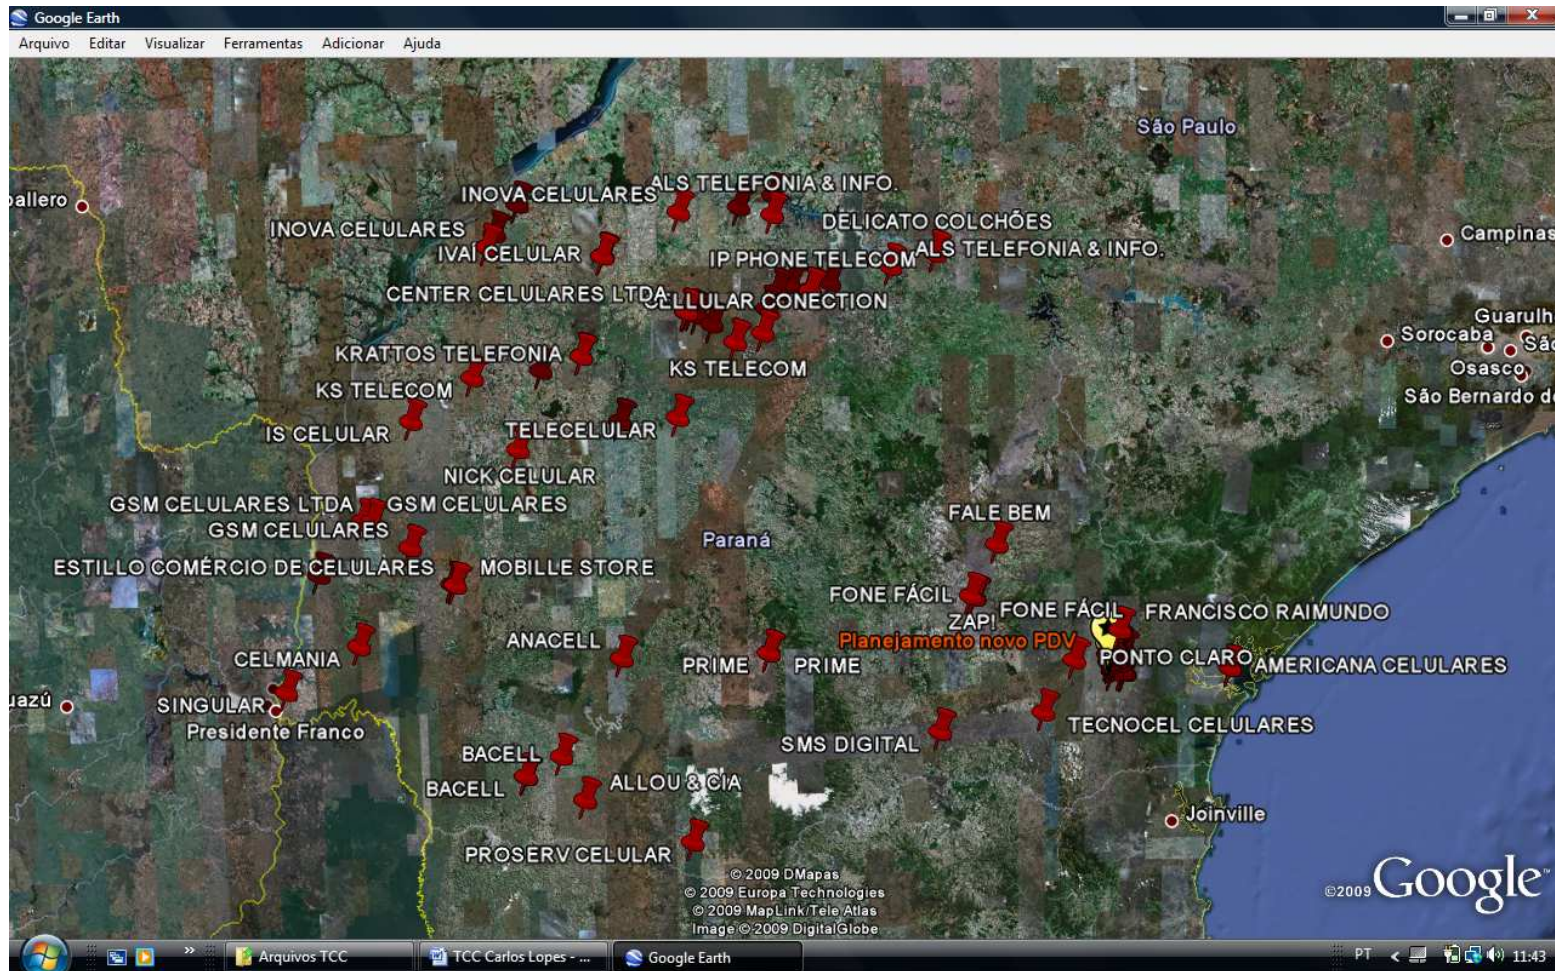 Google Earth
Arquivo Editar Visualizar Ferramentas Adicionar Ajuda
São Paulo
INOVA CELULARES
ALS TELEFONIA & INFO.
allero
DELICATO COLCHÕES
INOVA CELULARES
Campinas
IVAÍ CELULAR
IP PHONE TELECOM
ALS TELEFONIA & INFO.
CENTER CELULARES LTDA
CELLULAR CONECTION
Guarulh
Sorocaba
São
KRATTOS TELEFONIA
KS TELECOM
Osasco
KS TELECOM
São Bernardo do
IS CELULAR
TELECELULAR
NICK CELULAR
GSM CELULARES LTDA
GSM CELULARES
FALE BEM
GSM CELULARES
Paraná
ESTILLO COMÉRCIO DE CELULARES
MOBILLE STORE
FONE FÁCIL
FONE FÁCIL
FRANCISCO RAIMUNDO
ZAP!
ANACELL
Planejamento novo PDV
CELMANIA
PRIME
PRIME
PONTO CLARO
AMERICANA CELULARES
uazú
SINGULAR
Presidente Franco
TECNOCEL CELULARES
SMS DIGITAL
BACELL
BACELL
ALLOU & CIA
Joinville
PROSERV CELULAR
© 2009 DMapas
© 2009 Europa Technologies
© 2009 MapLink/Tele Atlas
Image © 2009 DigitalGlobe
©2009 Google™
Arquivos TCC
TCC Carlos Lopes - ...
Google Earth
PT
11:43